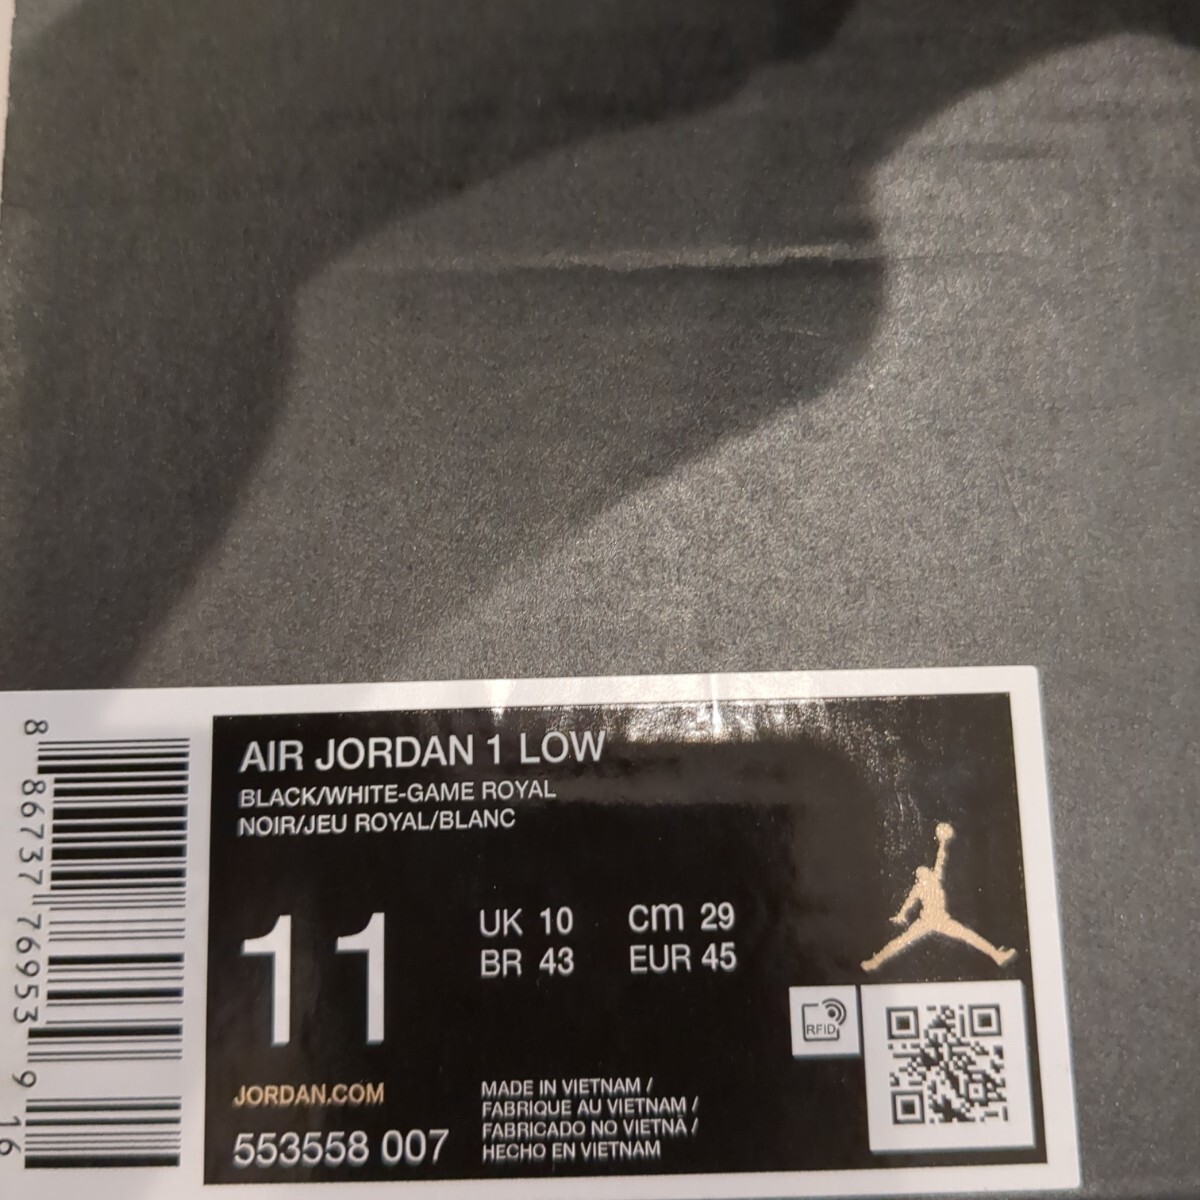 AIR JORDAN 1 LOW
BLACK/WHITE-GAME ROYAL
NOIR/JEU ROYAL/BLANC
11
UK 10 cm 29
BR 43 EUR 45
RFID
JORDAN.COM
553558 007
MADE IN VIETNAM /
FABRIQUE AU VIETNAM /
FABRICADO NO VIETNÃ /
HECHO EN VIETNAM
8 86737 76953 9 16